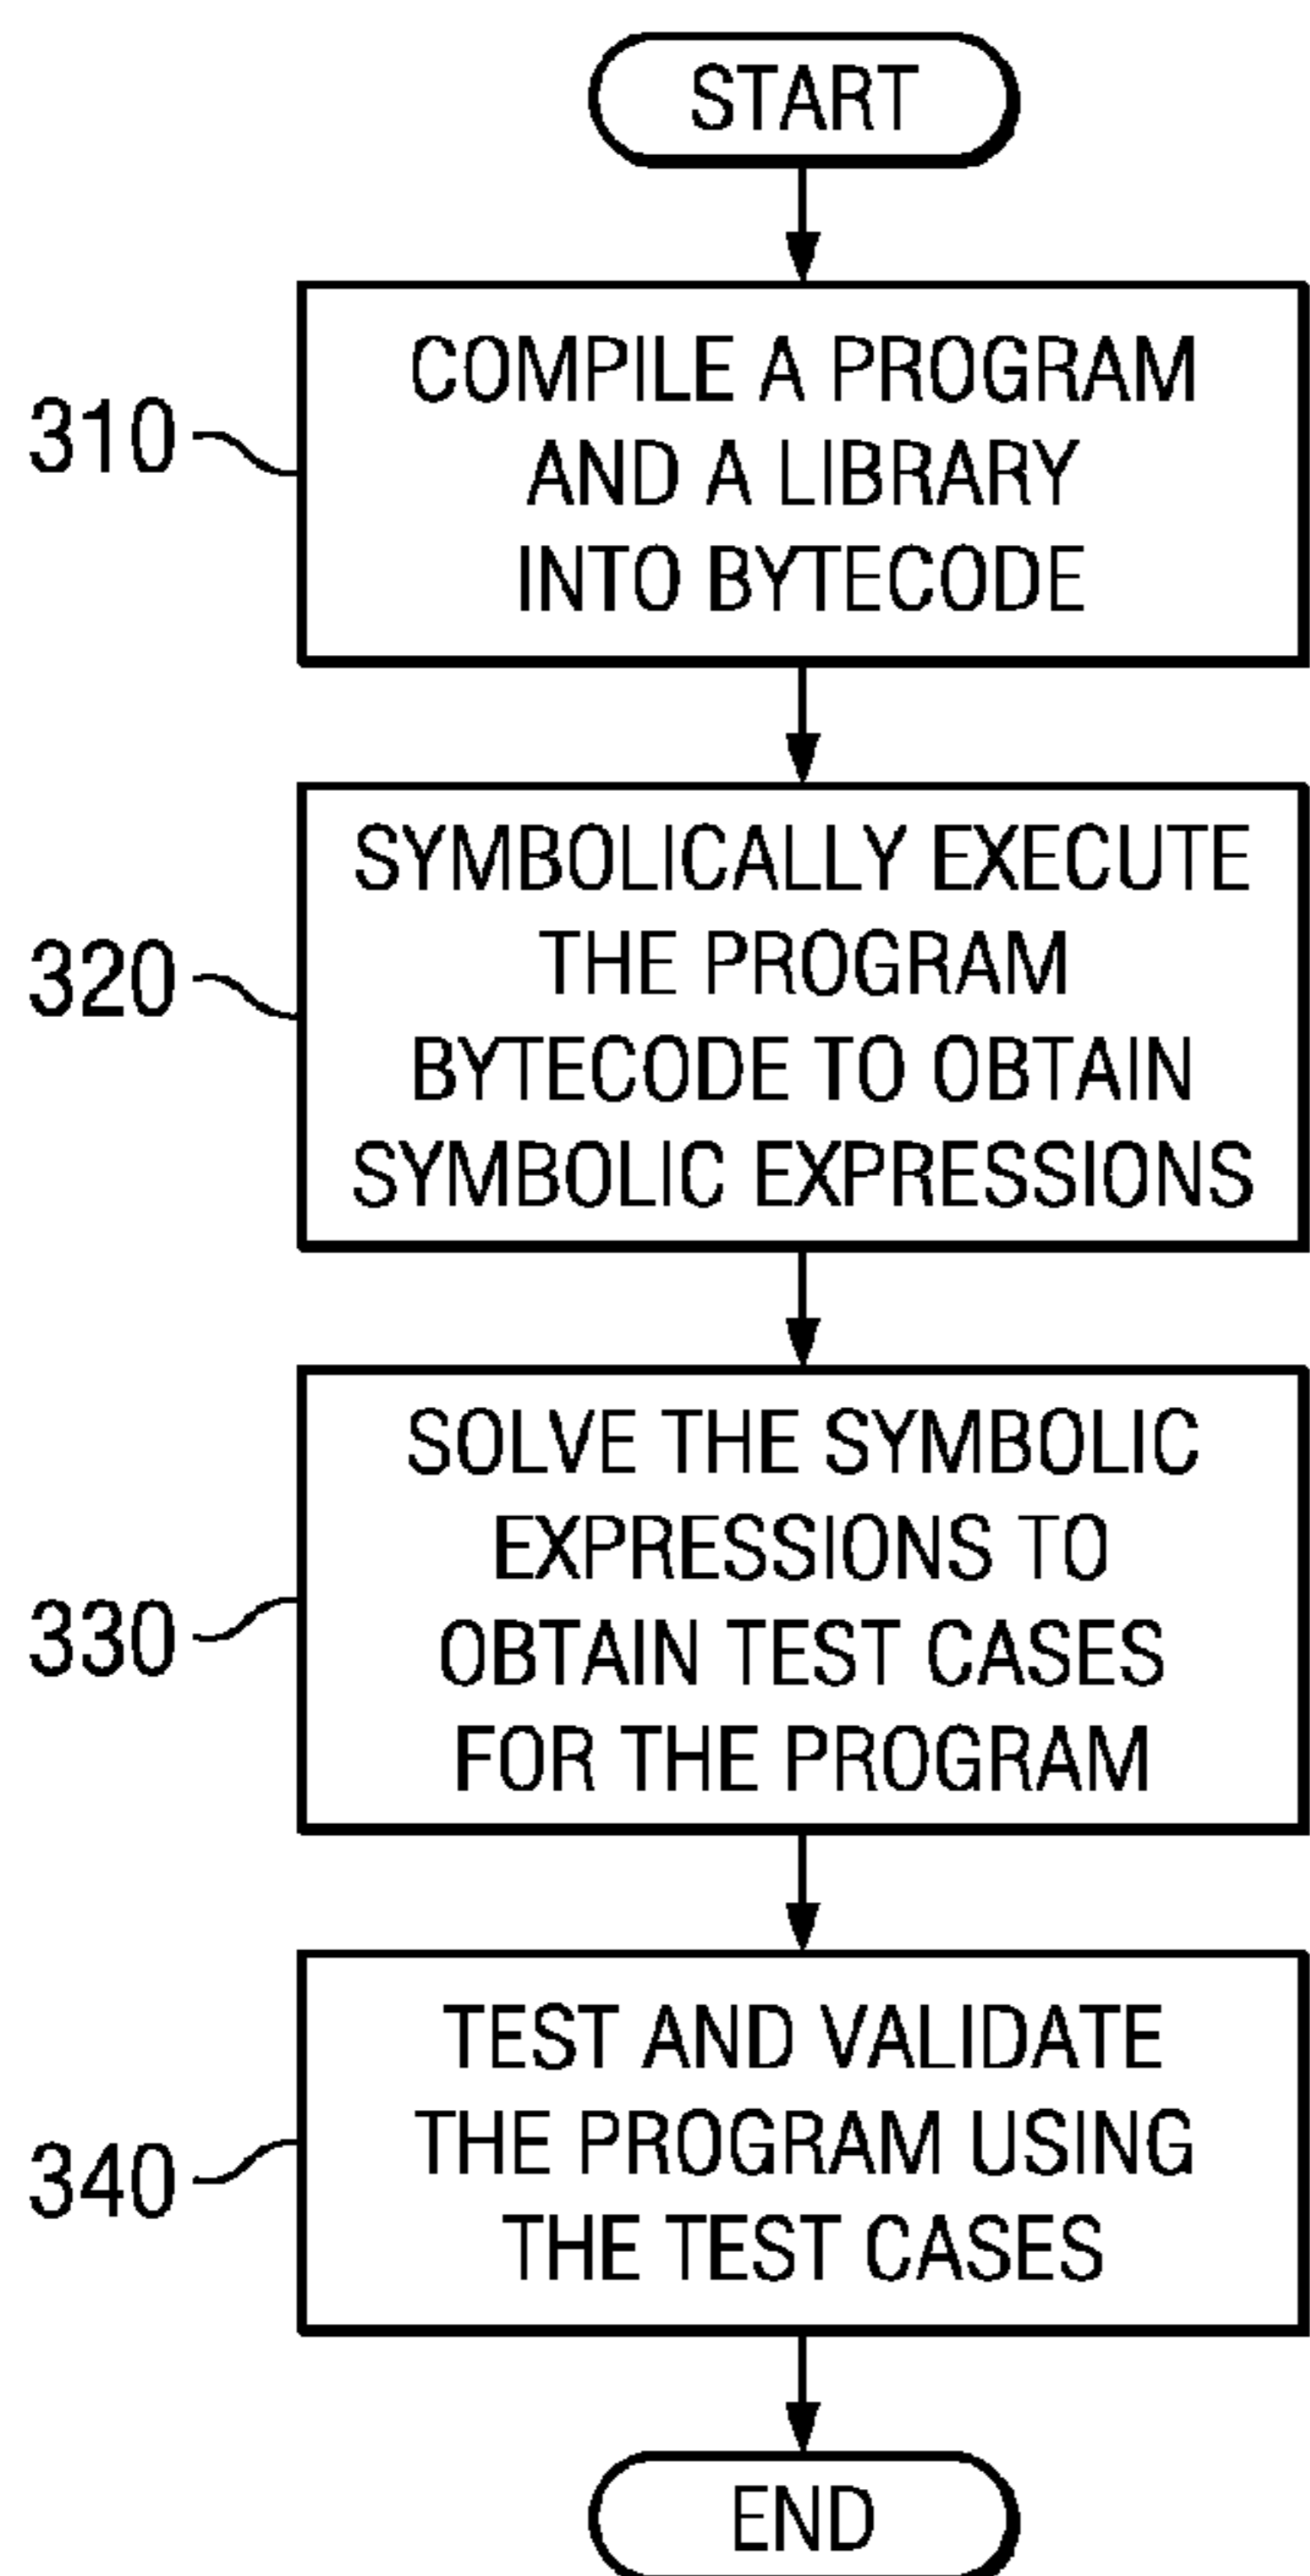 START
310
COMPILE A PROGRAM
AND A LIBRARY
INTO BYTECODE
320
SYMBOLICALLY EXECUTE
THE PROGRAM
BYTECODE TO OBTAIN
SYMBOLIC EXPRESSIONS
330
SOLVE THE SYMBOLIC
EXPRESSIONS TO
OBTAIN TEST CASES
FOR THE PROGRAM
340
TEST AND VALIDATE
THE PROGRAM USING
THE TEST CASES
END